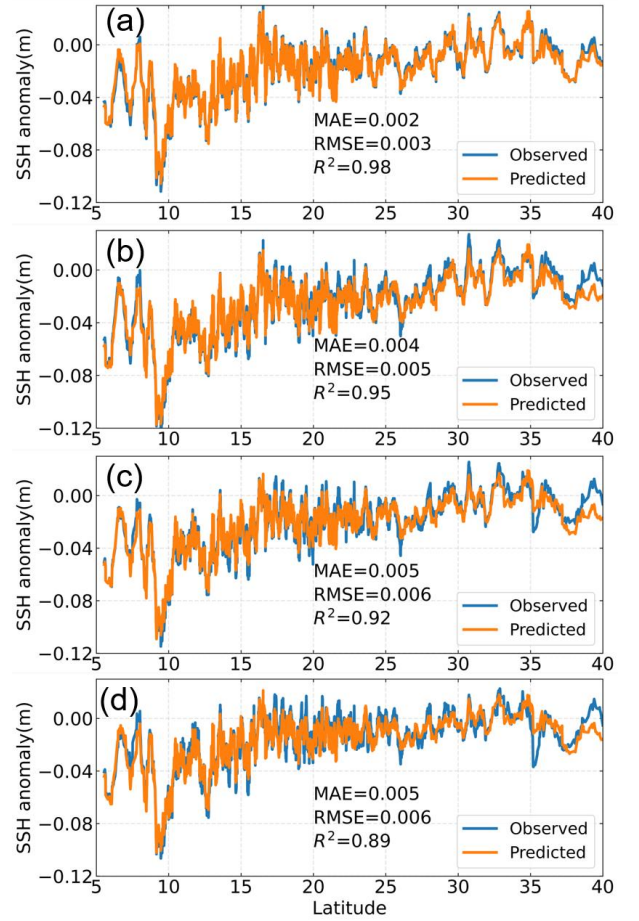 (a)
SSH anomaly(m)
0.00
−0.04
−0.08
−0.12
MAE=0.002
RMSE=0.003
R²=0.98
Observed
Predicted
5 10 15 20 25 30 35 40
(b)
SSH anomaly(m)
0.00
−0.04
−0.08
−0.12
MAE=0.004
RMSE=0.005
R²=0.95
Observed
Predicted
5 10 15 20 25 30 35 40
(c)
SSH anomaly(m)
0.00
−0.04
−0.08
−0.12
MAE=0.005
RMSE=0.006
R²=0.92
Observed
Predicted
5 10 15 20 25 30 35 40
(d)
SSH anomaly(m)
0.00
−0.04
−0.08
−0.12
MAE=0.005
RMSE=0.006
R²=0.89
Observed
Predicted
5 10 15 20 25 30 35 40
Latitude